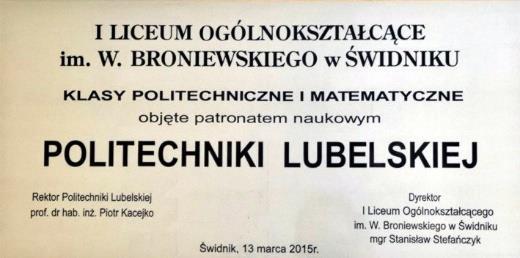 I LICEUM OGÓLNOKSZTAŁCĄCE
im. W. BRONIEWSKIEGO w ŚWIDNIKU
KLASY POLITECHNICZNE I MATEMATYCZNE
objęte patronatem naukowym
POLITECHNIKI LUBELSKIEJ
Rektor Politechniki Lubelskiej
prof. dr hab. inż. Piotr Kacejko
Dyrektor
I Liceum Ogólnokształcącego
im. W. Broniewskiego w Świdniku
mgr Stanisław Stefańczyk
Świdnik, 13 marca 2015r.